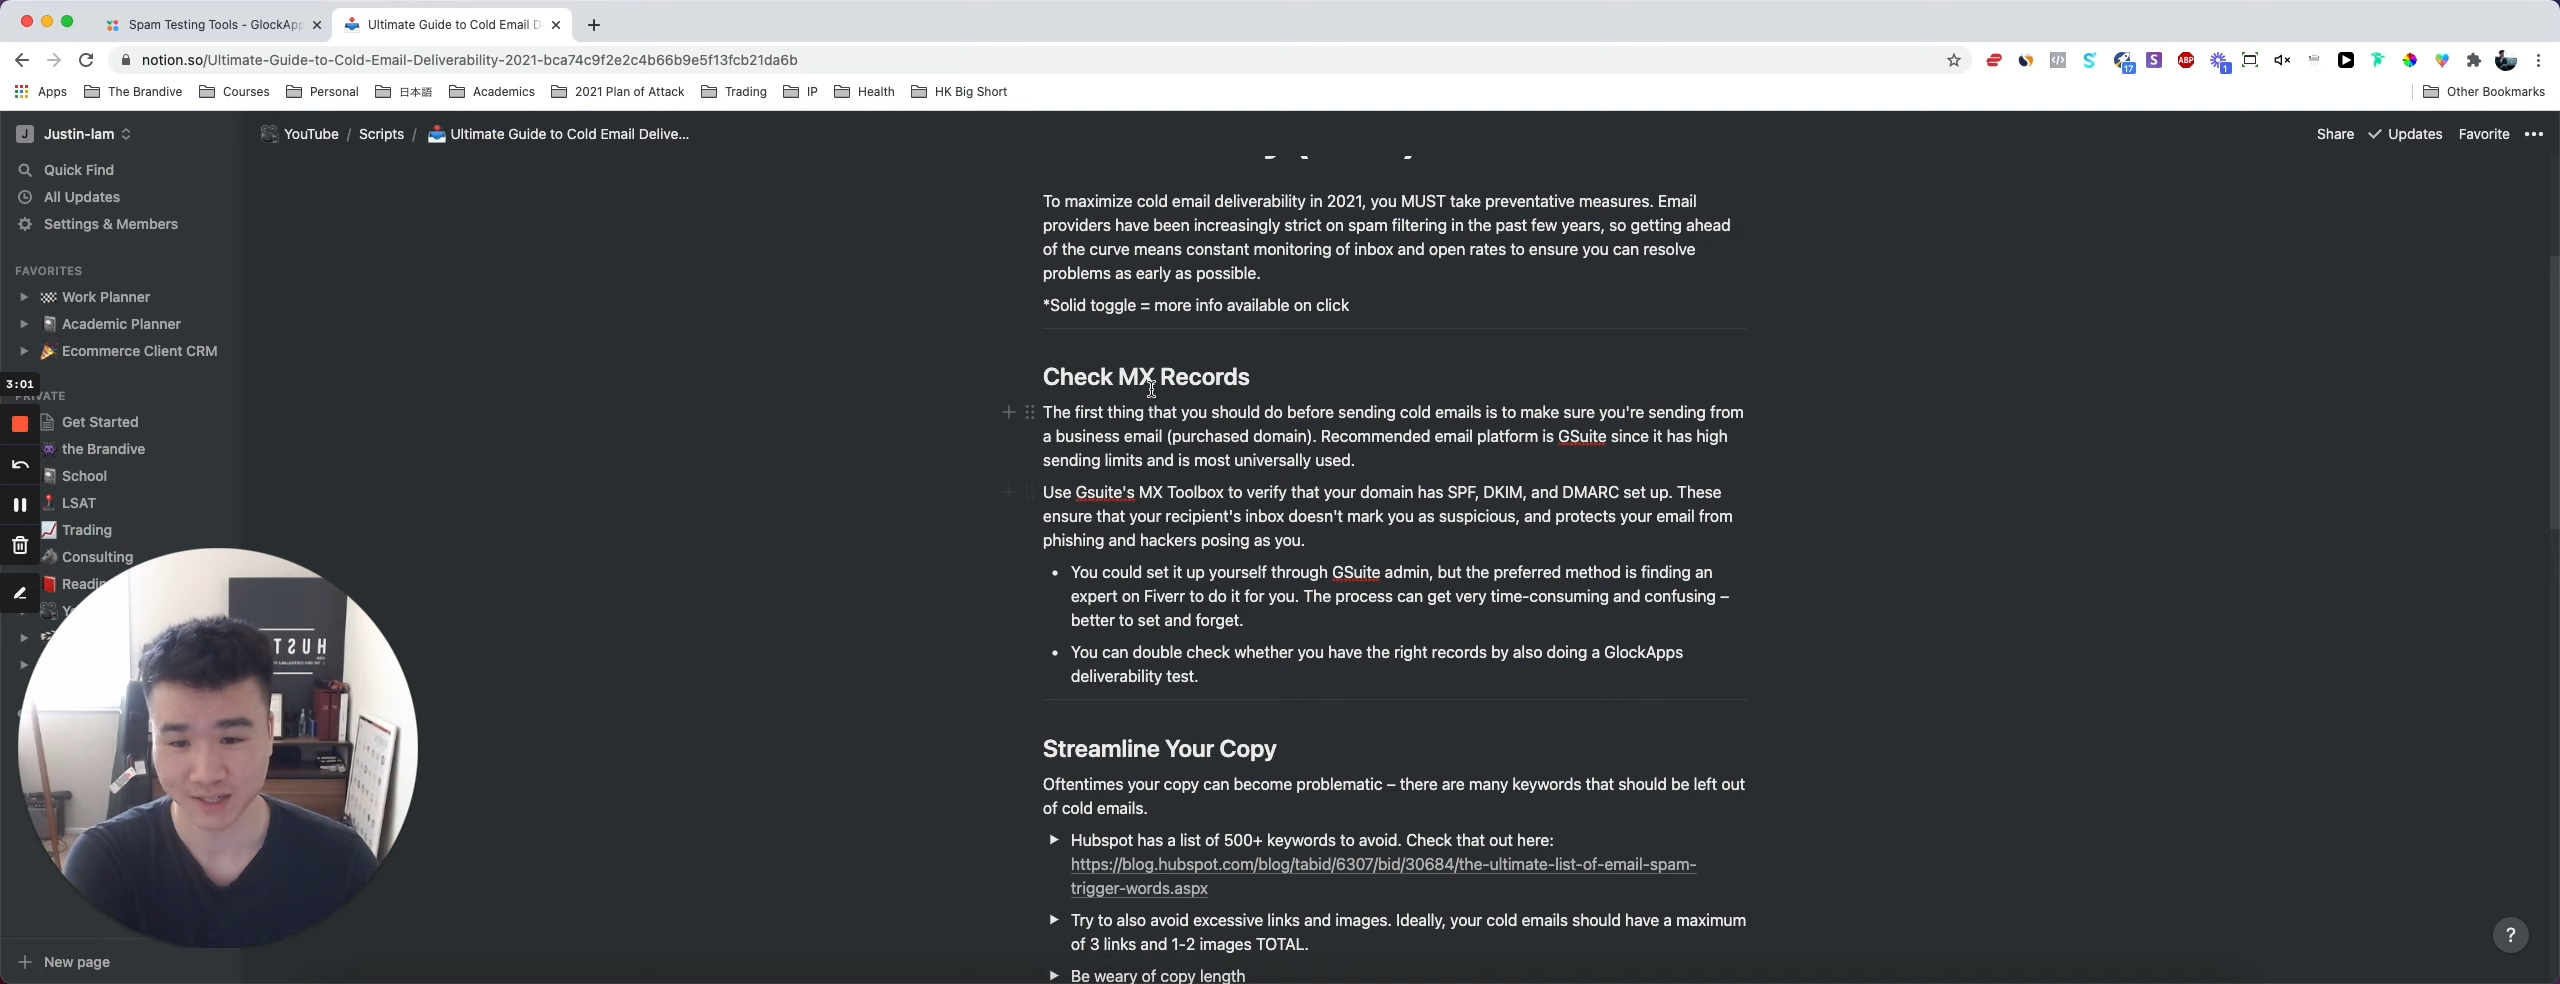 Spam Testing Tools - GlockApp
Ultimate Guide to Cold Email D
notion.so/Ultimate-Guide-to-Cold-Email-Deliverability-2021-bca74c9f2e2c4b66b9e5f13fcb21da6b
17
S
ABP
1
Apps
The Brandive
Courses
Personal
日本語
Academics
2021 Plan of Attack
Trading
IP
Health
HK Big Short
Other Bookmarks
J Justin-lam
YouTube / Scripts / Ultimate Guide to Cold Email Delive...
Share
Updates
Favorite
Quick Find
All Updates
Settings & Members
FAVORITES
Work Planner
Academic Planner
Ecommerce Client CRM
3:01
PRIVATE
Get Started
the Brandive
School
LSAT
Trading
Consulting
Readin
New page
To maximize cold email deliverability in 2021, you MUST take preventative measures. Email
providers have been increasingly strict on spam filtering in the past few years, so getting ahead
of the curve means constant monitoring of inbox and open rates to ensure you can resolve
problems as early as possible.
*Solid toggle = more info available on click
Check MX Records
The first thing that you should do before sending cold emails is to make sure you're sending from
a business email (purchased domain). Recommended email platform is GSuite since it has high
sending limits and is most universally used.
Use Gsuite's MX Toolbox to verify that your domain has SPF, DKIM, and DMARC set up. These
ensure that your recipient's inbox doesn't mark you as suspicious, and protects your email from
phishing and hackers posing as you.
• You could set it up yourself through GSuite admin, but the preferred method is finding an
expert on Fiverr to do it for you. The process can get very time-consuming and confusing –
better to set and forget.
• You can double check whether you have the right records by also doing a GlockApps
deliverability test.
Streamline Your Copy
Oftentimes your copy can become problematic – there are many keywords that should be left out
of cold emails.
Hubspot has a list of 500+ keywords to avoid. Check that out here:
https://blog.hubspot.com/blog/tabid/6307/bid/30684/the-ultimate-list-of-email-spam-
trigger-words.aspx
Try to also avoid excessive links and images. Ideally, your cold emails should have a maximum
of 3 links and 1-2 images TOTAL.
Be weary of copy length
?